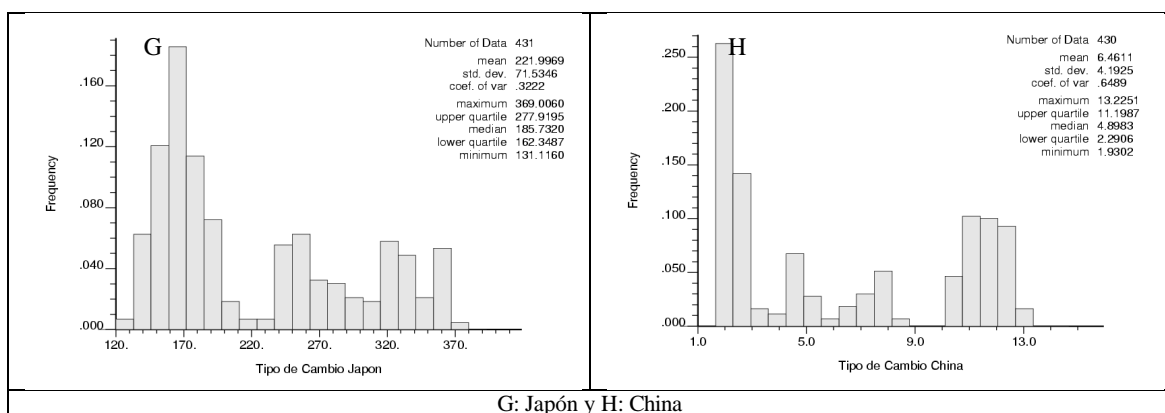 G
Number of Data 431
mean 221.9969
std. dev. 71.5346
coef. of var .3222
maximum 369.0060
upper quartile 277.9195
median 185.7320
lower quartile 162.3487
minimum 131.1160
Frequency
.160
.120
.080
.040
.000
120. 170. 220. 270. 320. 370.
Tipo de Cambio Japon
H
Number of Data 430
mean 6.4611
std. dev. 4.1925
coef. of var .6489
maximum 13.2251
upper quartile 11.1987
median 4.8983
lower quartile 2.2906
minimum 1.9302
Frequency
.250
.200
.150
.100
.050
.000
1.0 5.0 9.0 13.0
Tipo de Cambio China
G: Japón y H: China